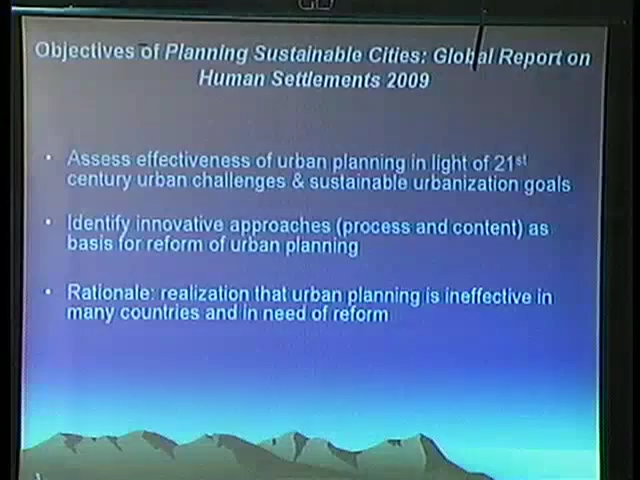 Objectives of Planning Sustainable Cities: Global Report on
Human Settlements 2009
• Assess effectiveness of urban planning in light of 21st
century urban challenges & sustainable urbanization goals
• Identify innovative approaches (process and content) as
basis for reform of urban planning
• Rationale: realization that urban planning is ineffective in
many countries and in need of reform